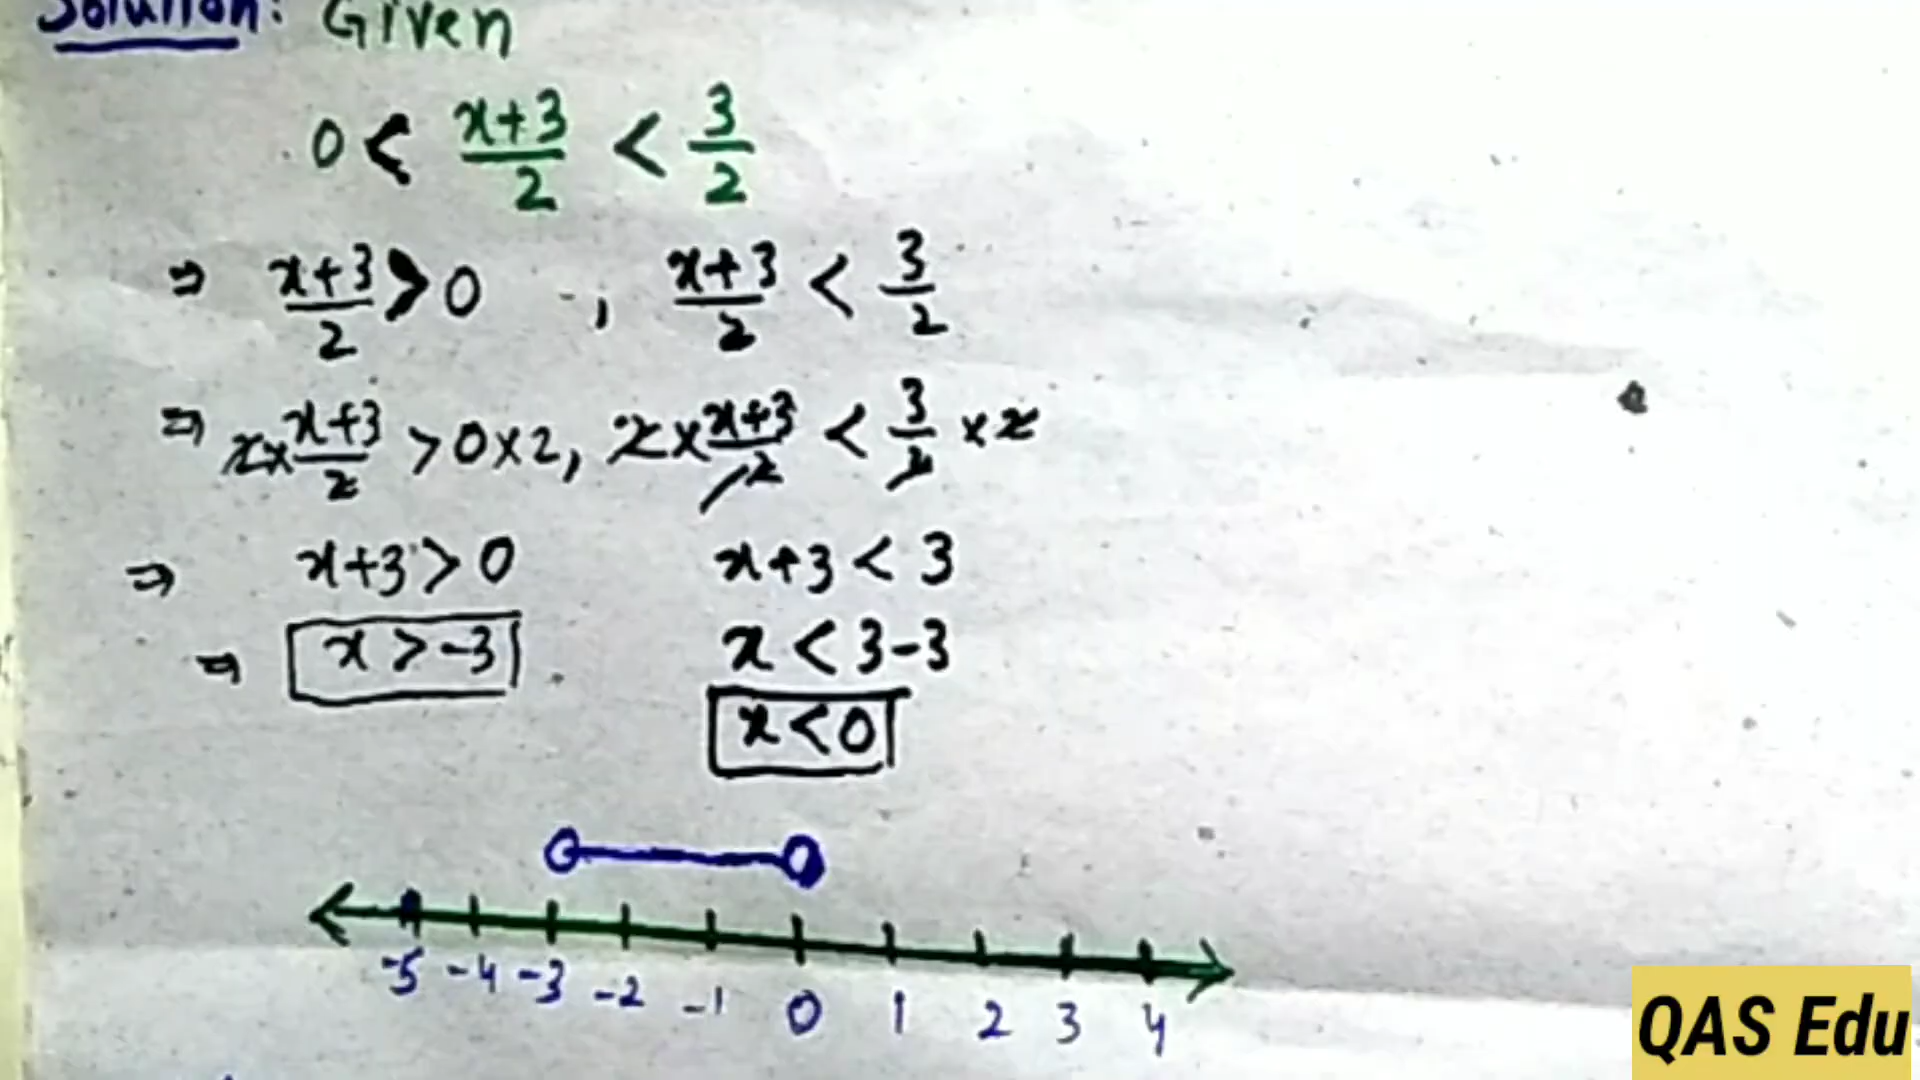 Solution: Given
0 < x+3/2 < 3/2
⇒ x+3/2 > 0 , x+3/2 < 3/2
⇒ 2×x+3/2 > 0×2, 2×x+3/2 < 3/2×2
⇒ x+3 > 0 x+3 < 3
⇒ x > -3 x < 3-3
x < 0
-5 -4 -3 -2 -1 0 1 2 3 4
QAS Edu